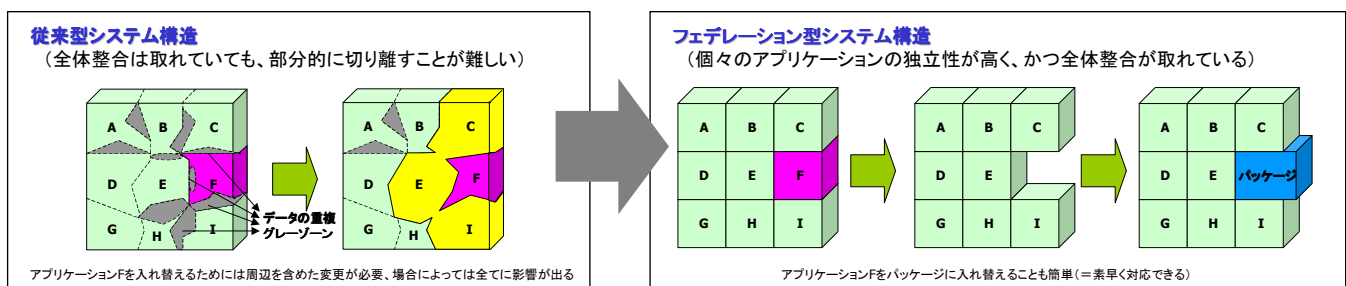 従来型システム構造
（全体整合は取れていても、部分的に切り離すことが難しい）
A B C
D E F
G H I
データの重複
グレーゾーン
A B C
D E F
G H I
アプリケーションFを入れ替えるためには周辺を含めた変更が必要、場合によっては全てに影響が出る
フェデレーション型システム構造
（個々のアプリケーションの独立性が高く、かつ全体整合が取れている）
A B C
D E F
G H I
A B C
D E
G H I
A B C
D E パッケージ
G H I
アプリケーションFをパッケージに入れ替えることも簡単（＝素早く対応できる）